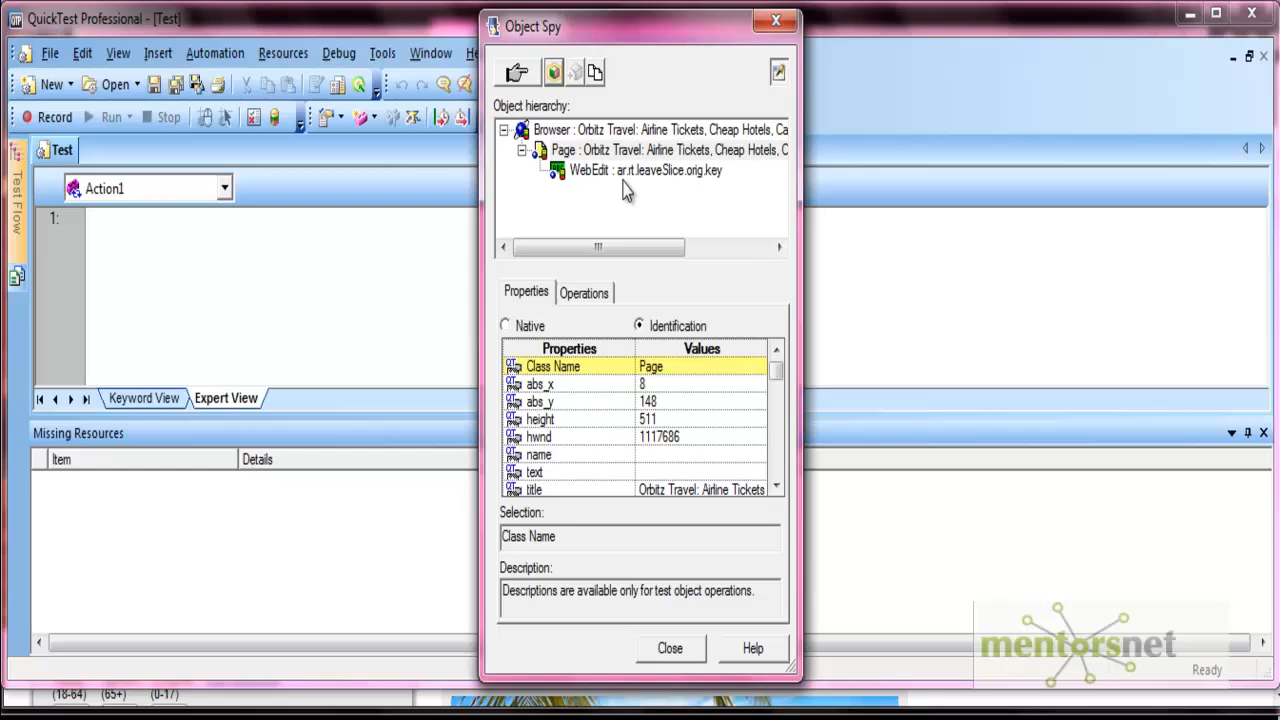 QuickTest Professional - [Test]
File Edit View Insert Automation Resources Debug Tools Window He
New Open
Record Run Stop
Test
Test Flow
Action1
1:
Keyword View Expert View
Missing Resources
Item Details
Object Spy
Object hierarchy:
Browser : Orbitz Travel: Airline Tickets, Cheap Hotels, Ca
Page : Orbitz Travel: Airline Tickets, Cheap Hotels, C
WebEdit : ar.rt.leaveSlice.orig.key
Properties Operations
Native Identification
Properties Values
Class Name Page
abs_x 8
abs_y 148
height 511
hwnd 1117686
name
text
title Orbitz Travel: Airline Tickets
Selection:
Class Name
Description:
Descriptions are available only for test object operations.
Close Help
mentorsnet
Ready
(18-64) (65+) (0-17)